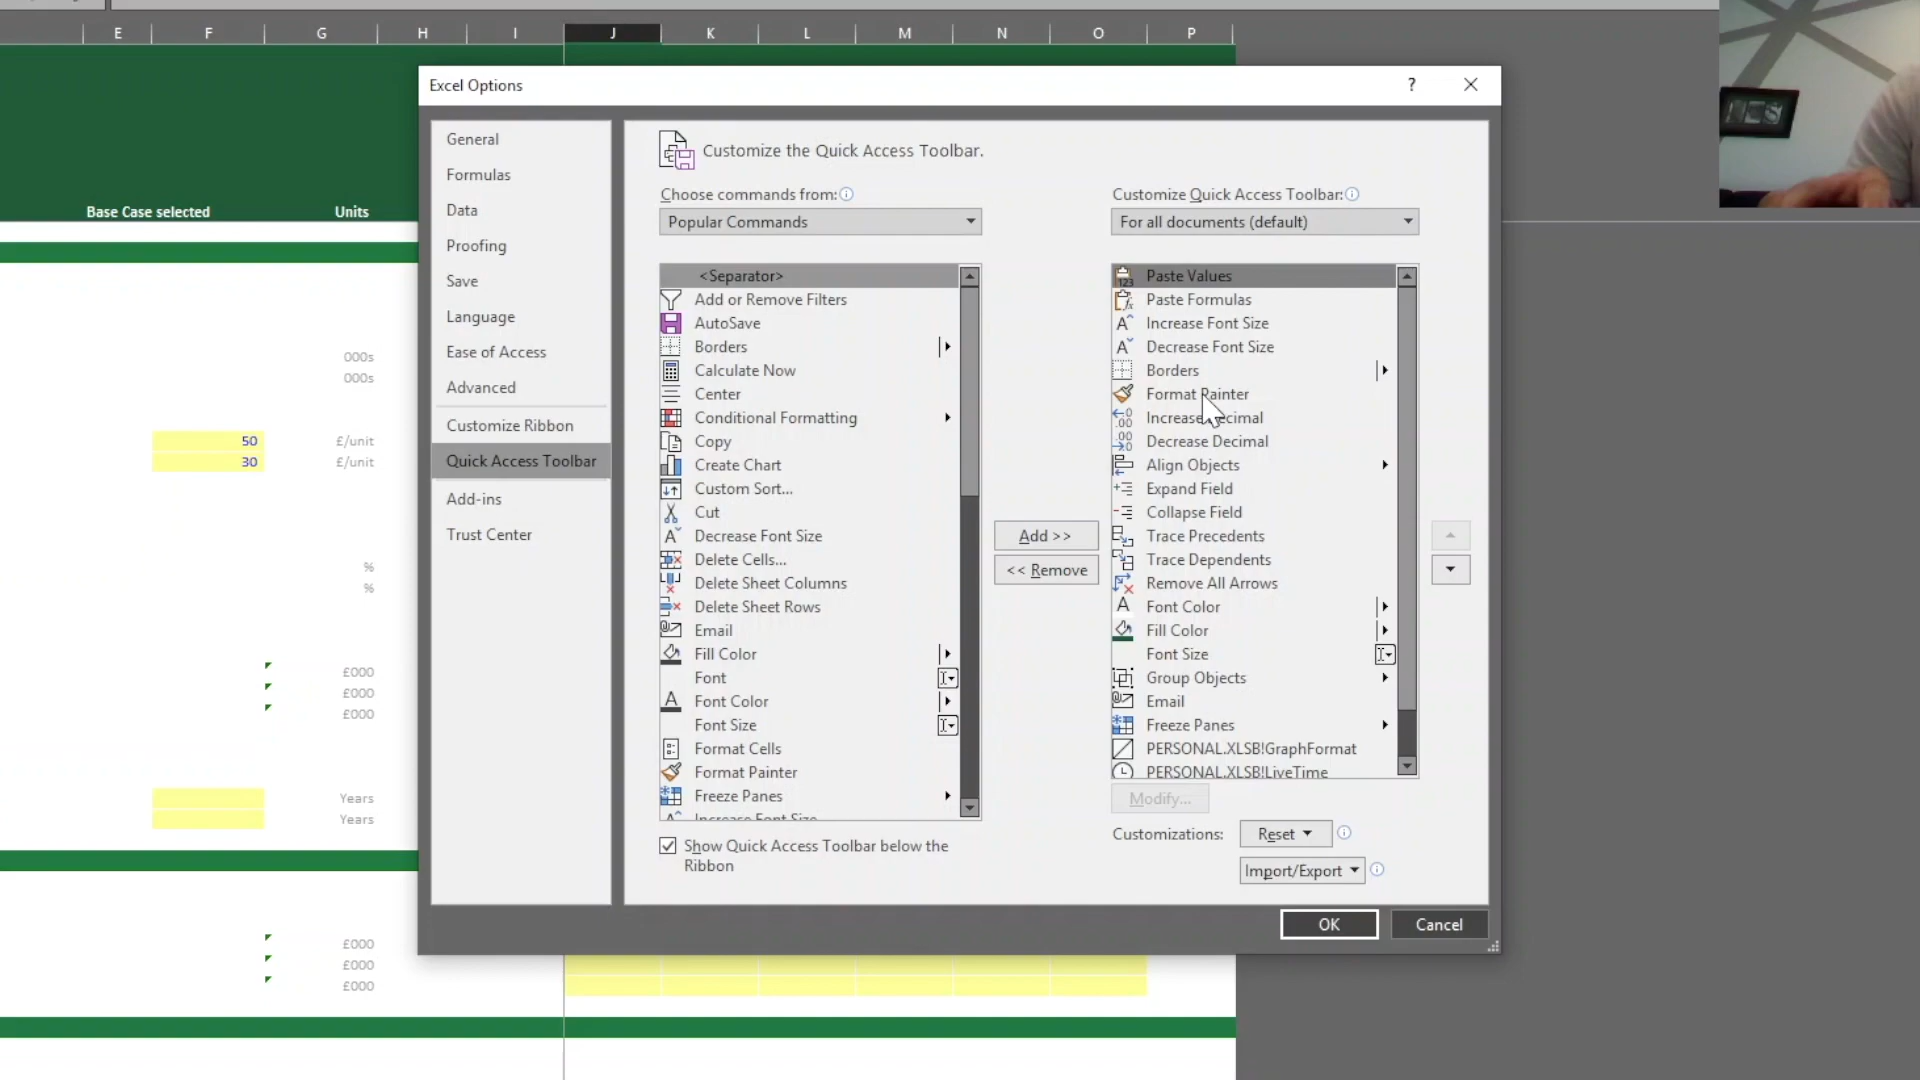 E F G H I J K L M N O P
Excel Options ?
General
Formulas
Data
Proofing
Save
Language
Ease of Access
Advanced
Customize Ribbon
Quick Access Toolbar
Add-ins
Trust Center
Customize the Quick Access Toolbar.
Choose commands from:
Popular Commands
<Separator>
Add or Remove Filters
AutoSave
Borders
Calculate Now
Center
Conditional Formatting
Copy
Create Chart
Custom Sort...
Cut
Decrease Font Size
Delete Cells...
Delete Sheet Columns
Delete Sheet Rows
Email
Fill Color
Font
Font Color
Font Size
Format Cells
Format Painter
Freeze Panes
Increase Font Size
Show Quick Access Toolbar below the
Ribbon
Add >>
<< Remove
Customize Quick Access Toolbar:
For all documents (default)
Paste Values
Paste Formulas
Increase Font Size
Decrease Font Size
Borders
Format Painter
Increase Decimal
Decrease Decimal
Align Objects
Expand Field
Collapse Field
Trace Precedents
Trace Dependents
Remove All Arrows
Font Color
Fill Color
Font Size
Group Objects
Email
Freeze Panes
PERSONAL.XLSB!GraphFormat
PERSONAL.XLSB!LiveTime
Modify...
Customizations: Reset
Import/Export
OK Cancel
Base Case selected Units
000s
000s
50 £/unit
30 £/unit
%
%
£000
£000
£000
Years
Years
£000
£000
£000